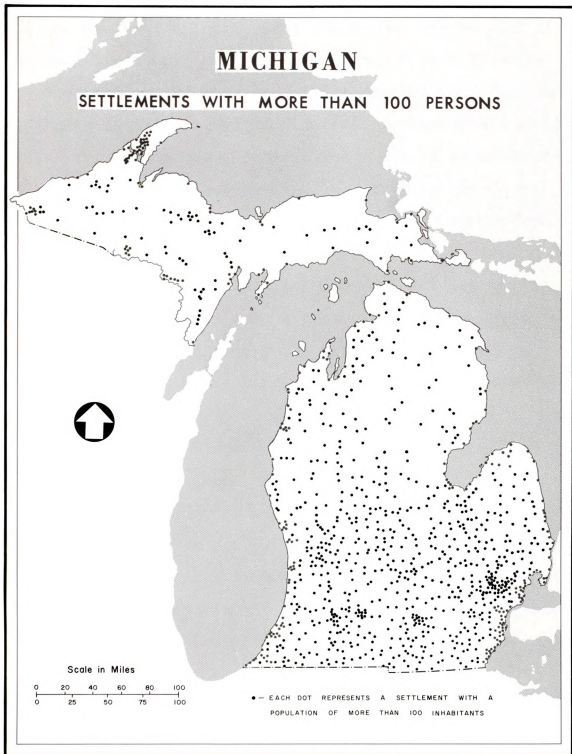 MICHIGAN
SETTLEMENTS WITH MORE THAN 100 PERSONS
Scale in Miles
0 20 40 60 80 100
0 25 50 75 100
•– EACH DOT REPRESENTS A SETTLEMENT WITH A
POPULATION OF MORE THAN 100 INHABITANTS